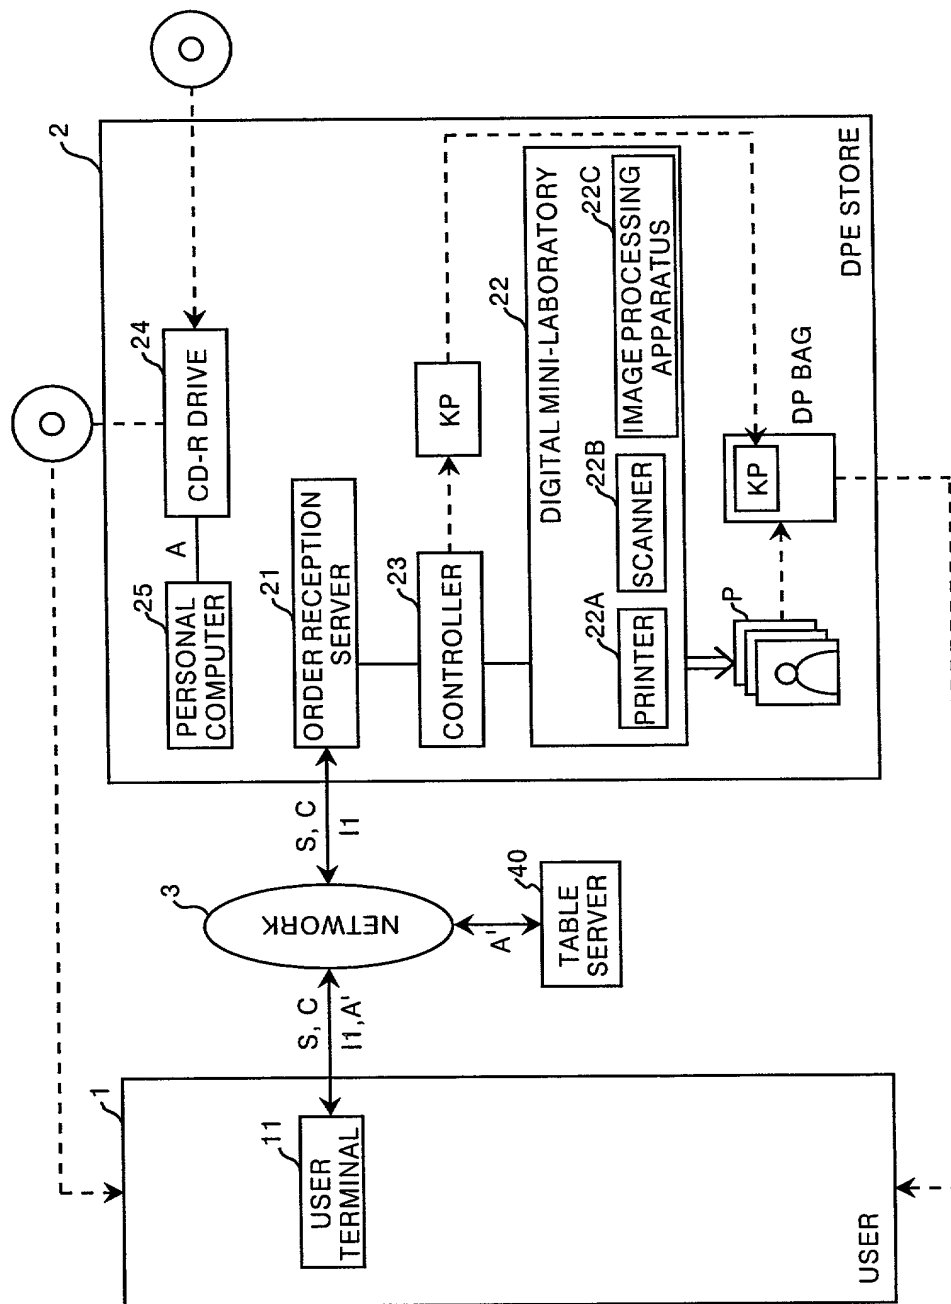 2
24
CD-R DRIVE
A
25
PERSONAL
COMPUTER
21
ORDER RECEPTION
SERVER
23
CONTROLLER
KP
22
DIGITAL MINI-LABORATORY
22A
PRINTER
22B
SCANNER
22C
IMAGE PROCESSING
APPARATUS
P
KP
DP BAG
DPE STORE
S, C
I1
3
NETWORK
S, C
I1,A'
A'
40
TABLE
SERVER
1
11
USER
TERMINAL
USER